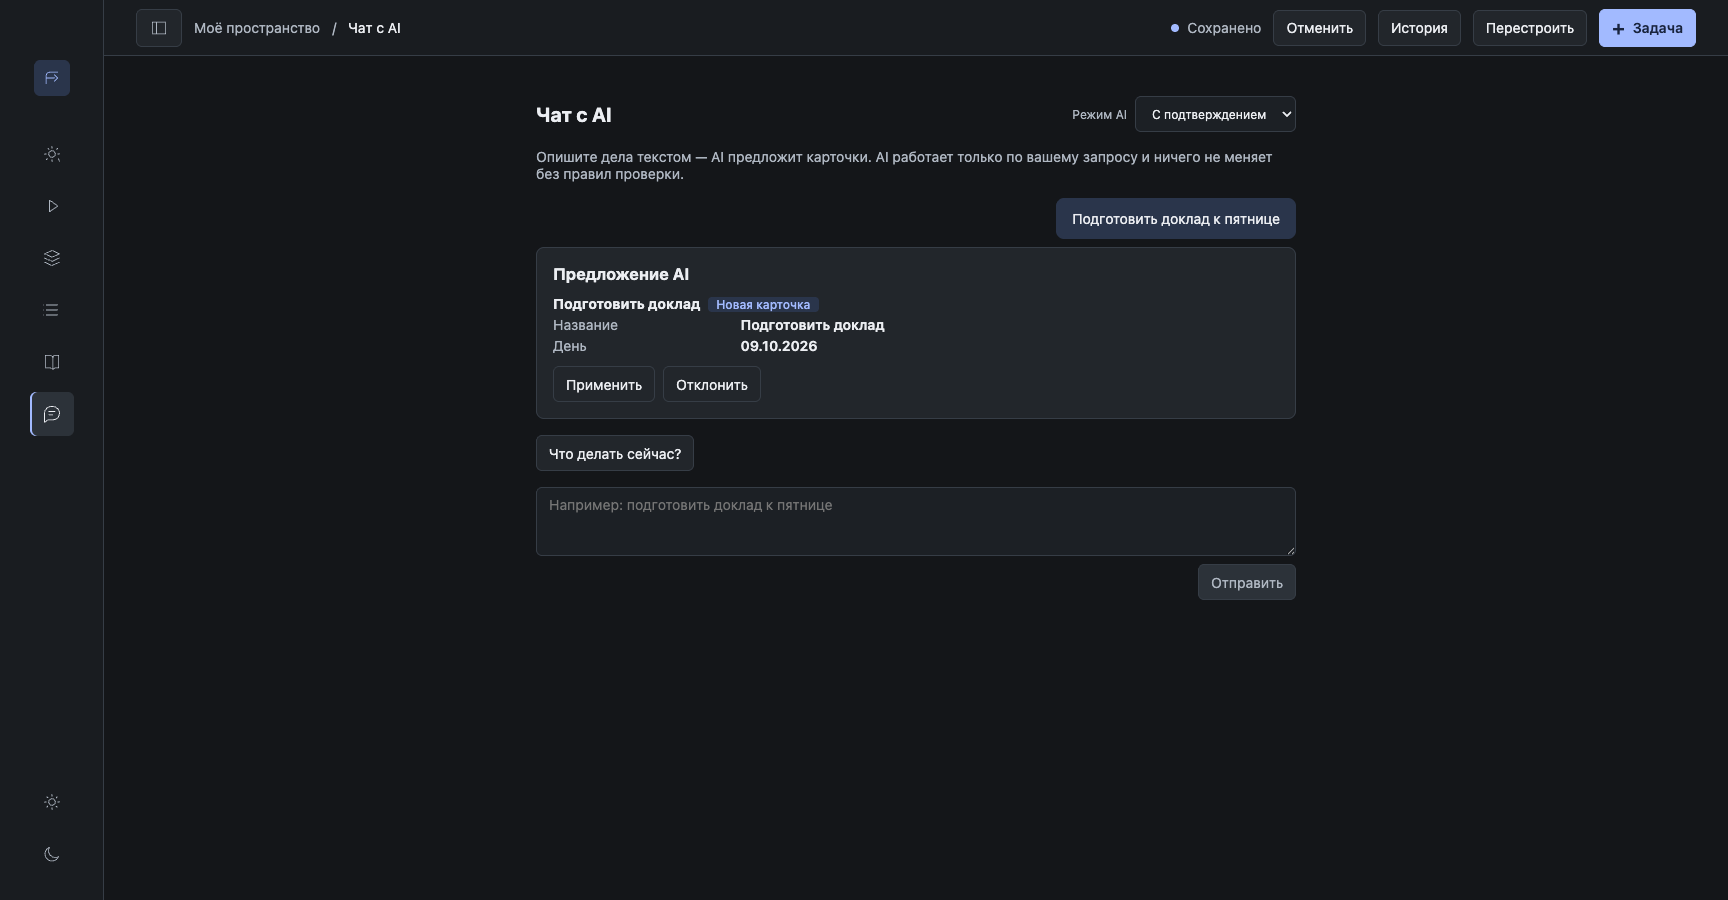 Моё пространство / Чат с AI
Сохранено
Отменить
История
Перестроить
+ Задача
Чат с AI
Режим AI
С подтверждением
Опишите дела текстом — AI предложит карточки. AI работает только по вашему запросу и ничего не меняет
без правил проверки.
Подготовить доклад к пятнице
Предложение AI
Подготовить доклад Новая карточка
Название Подготовить доклад
День 09.10.2026
Применить Отклонить
Что делать сейчас?
Например: подготовить доклад к пятнице
Отправить